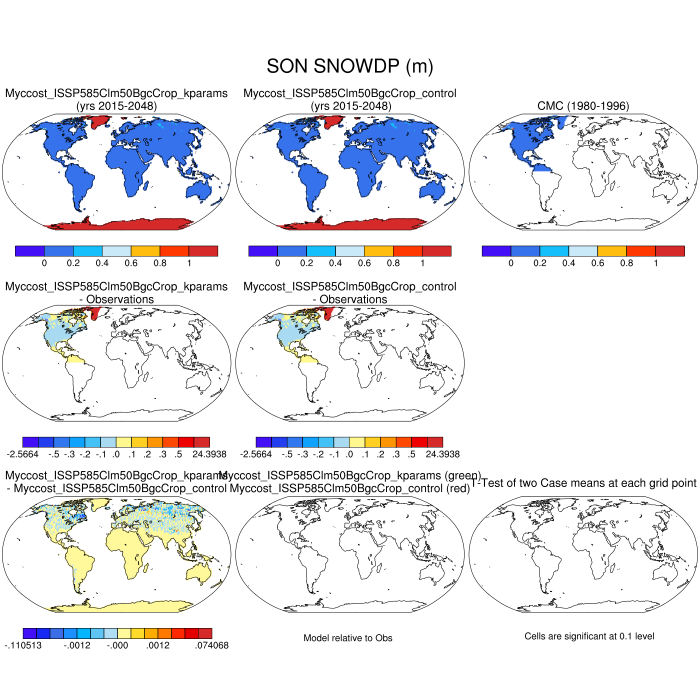 SON SNOWDP (m)
Myccost_ISSP585Clm50BgcCrop_kparams
(yrs 2015-2048)
Myccost_ISSP585Clm50BgcCrop_control
(yrs 2015-2048)
CMC (1980-1996)
0 0.2 0.4 0.6 0.8 1
0 0.2 0.4 0.6 0.8 1
0 0.2 0.4 0.6 0.8 1
Myccost_ISSP585Clm50BgcCrop_kparams
- Observations
Myccost_ISSP585Clm50BgcCrop_control
- Observations
-2.5664 -.5 -.3 -.2 -.1 .0 .1 .2 .3 .5 24.3938
-2.5664 -.5 -.3 -.2 -.1 .0 .1 .2 .3 .5 24.3938
Myccost_ISSP585Clm50BgcCrop_kparams
- Myccost_ISSP585Clm50BgcCrop_control
Myccost_ISSP585Clm50BgcCrop_kparams (green)
Myccost_ISSP585Clm50BgcCrop_control (red)
T-Test of two Case means at each grid point
-.110513 -.0012 -.000 .0012 .074068
Model relative to Obs
Cells are significant at 0.1 level